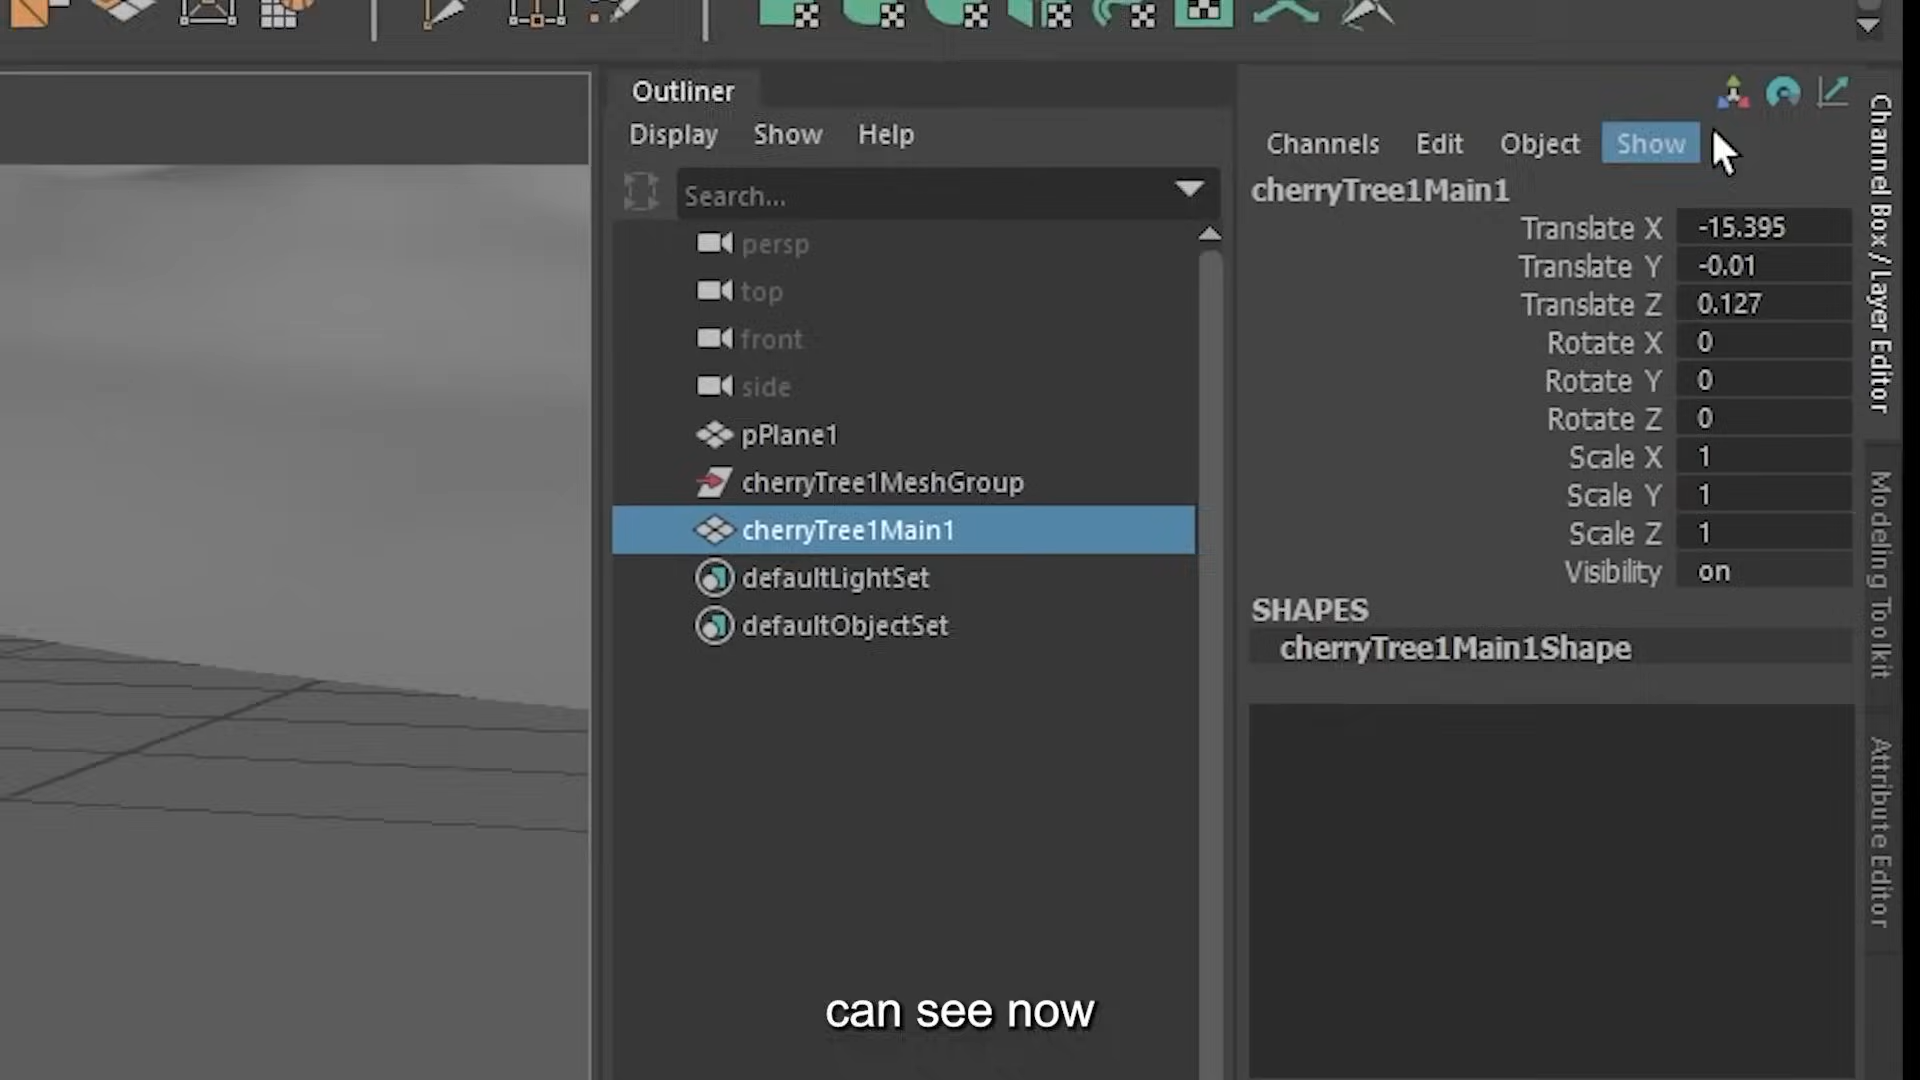 Outliner
Display Show Help
Search...
persp
top
front
side
pPlane1
cherryTree1MeshGroup
cherryTree1Main1
defaultLightSet
defaultObjectSet
Channels Edit Object Show
cherryTree1Main1
Translate X -15.395
Translate Y -0.01
Translate Z 0.127
Rotate X 0
Rotate Y 0
Rotate Z 0
Scale X 1
Scale Y 1
Scale Z 1
Visibility on
SHAPES
cherryTree1Main1Shape
Channel Box / Layer Editor
Modeling Toolkit
Attribute Editor
can see now